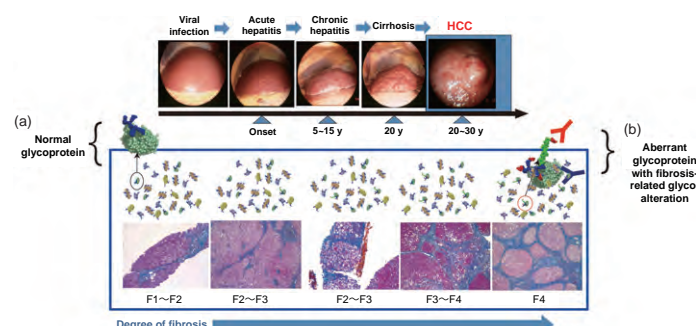 Viral
infection
Acute
hepatitis
Chronic
hepatitis
Cirrhosis
HCC
Onset
5~15 y
20 y
20~30 y
(a)
Normal
glycoprotein
(b)
Aberrant
glycoprotein
with fibrosis-
related glyco
alteration
F1～F2
F2～F3
F2～F3
F3～F4
F4
Degree of fibrosis